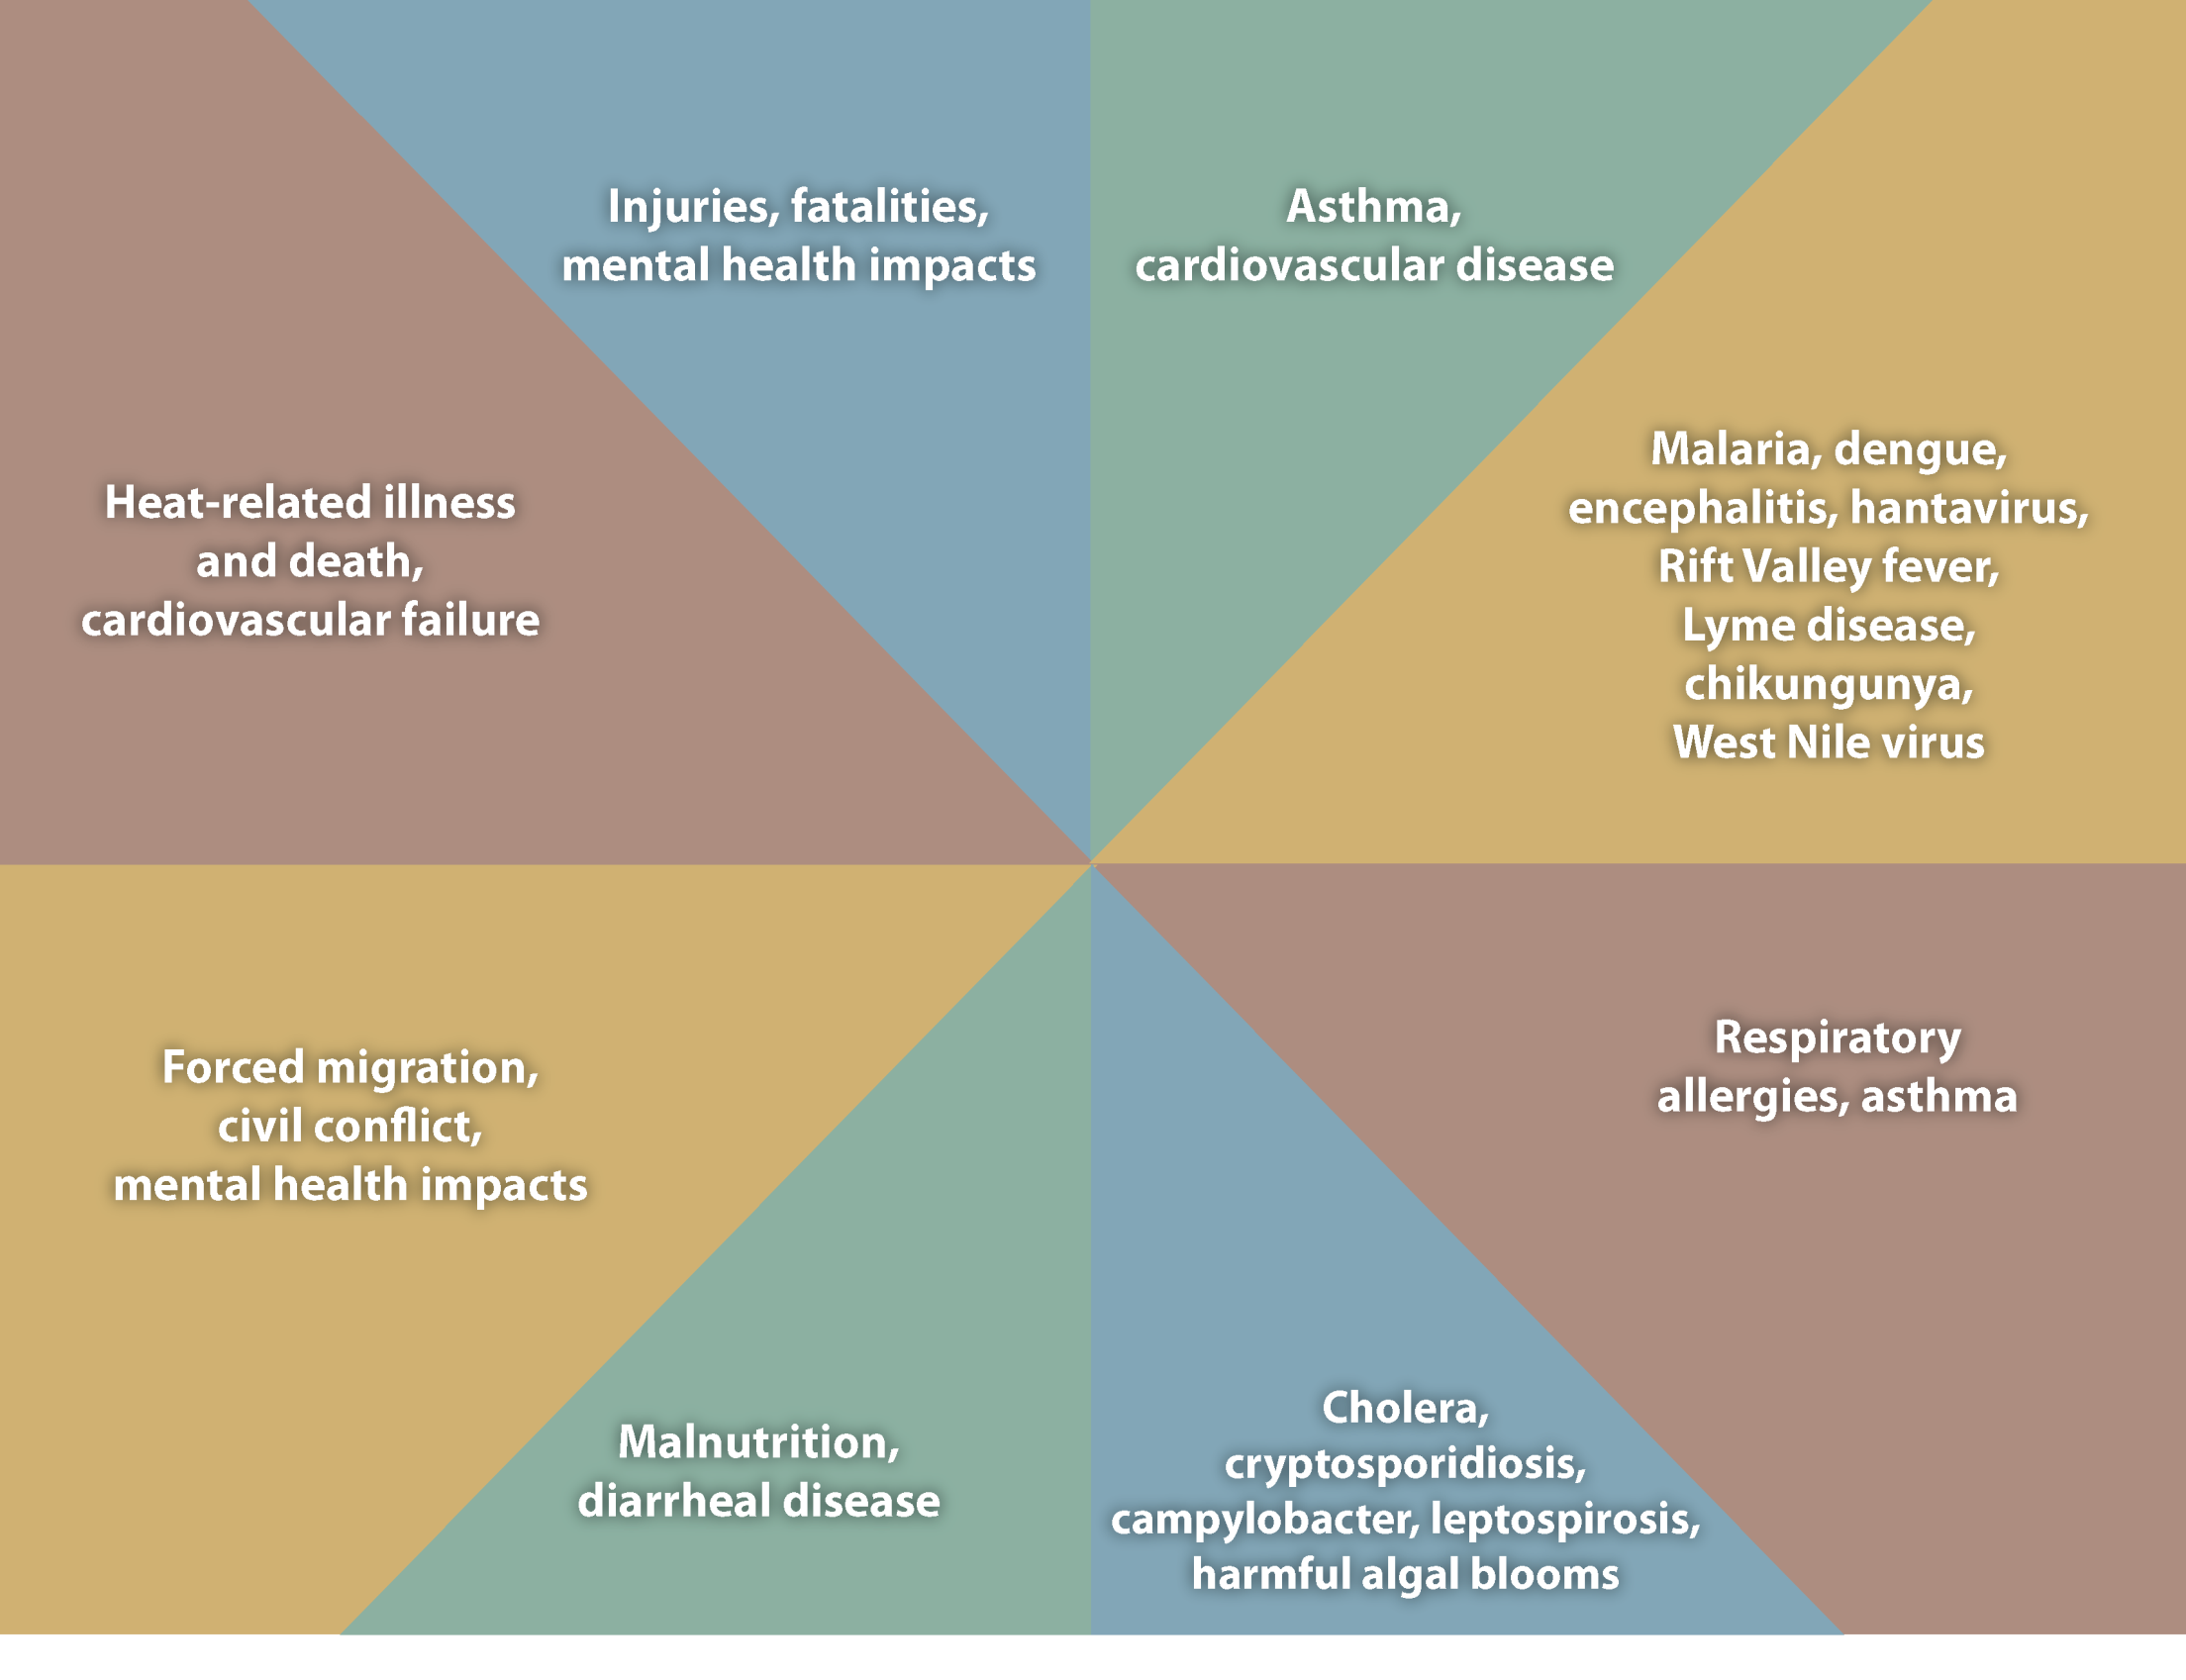 Injuries, fatalities,
mental health impacts
Asthma,
cardiovascular disease
Heat-related illness
and death,
cardiovascular failure
Malaria, dengue,
encephalitis, hantavirus,
Rift Valley fever,
Lyme disease,
chikungunya,
West Nile virus
Forced migration,
civil conflict,
mental health impacts
Respiratory
allergies, asthma
Malnutrition,
diarrheal disease
Cholera,
cryptosporidiosis,
campylobacter, leptospirosis,
harmful algal blooms